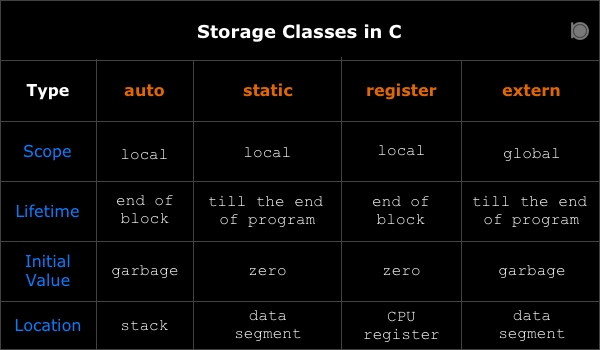 Storage Classes in C
Type auto static register extern
Scope local local local global
Lifetime end of block till the end of program end of block till the end of program
Initial Value garbage zero zero garbage
Location stack data segment CPU register data segment